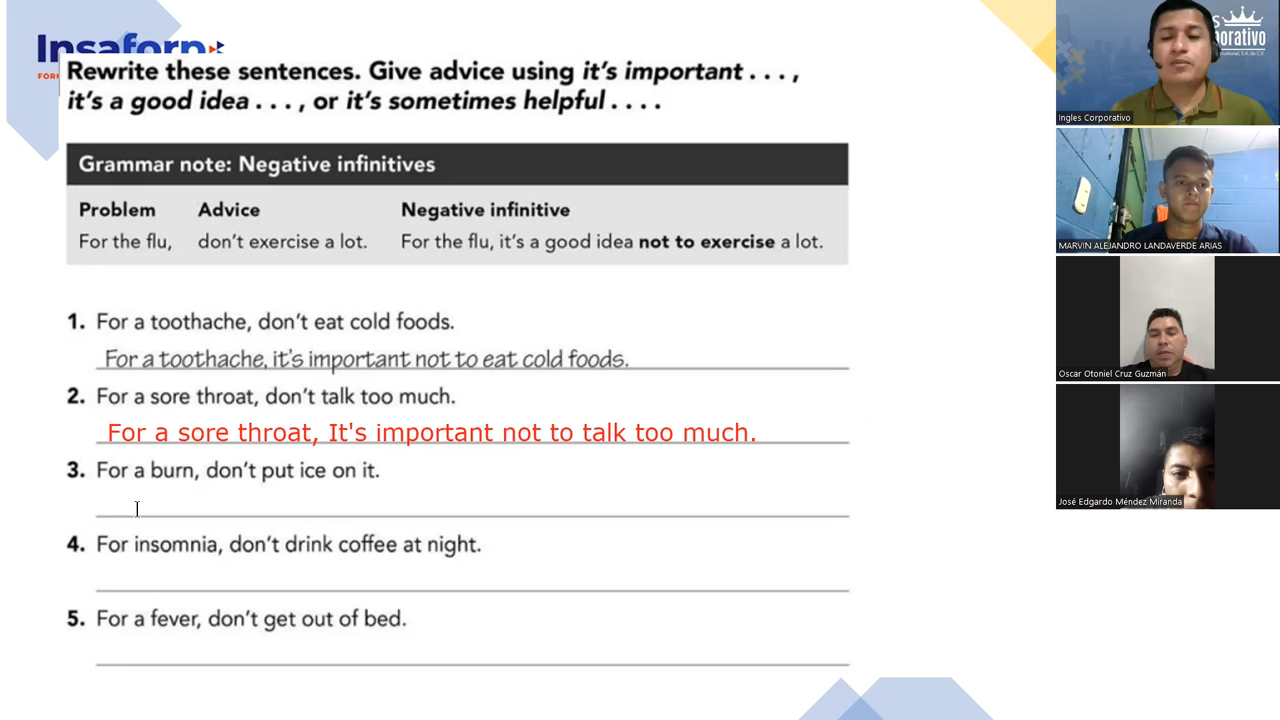 Insaforp
Rewrite these sentences. Give advice using it's important . . . ,
it's a good idea . . . , or it's sometimes helpful . . . .
Grammar note: Negative infinitives
Problem Advice Negative infinitive
For the flu, don't exercise a lot. For the flu, it's a good idea not to exercise a lot.
1. For a toothache, don't eat cold foods.
For a toothache, it's important not to eat cold foods.
2. For a sore throat, don't talk too much.
For a sore throat, It's important not to talk too much.
3. For a burn, don't put ice on it.
4. For insomnia, don't drink coffee at night.
5. For a fever, don't get out of bed.
Ingles Corporativo
MARVIN ALEJANDRO LANDAVERDE ARIAS
Oscar Otoniel Cruz Guzmán
José Edgardo Méndez Miranda